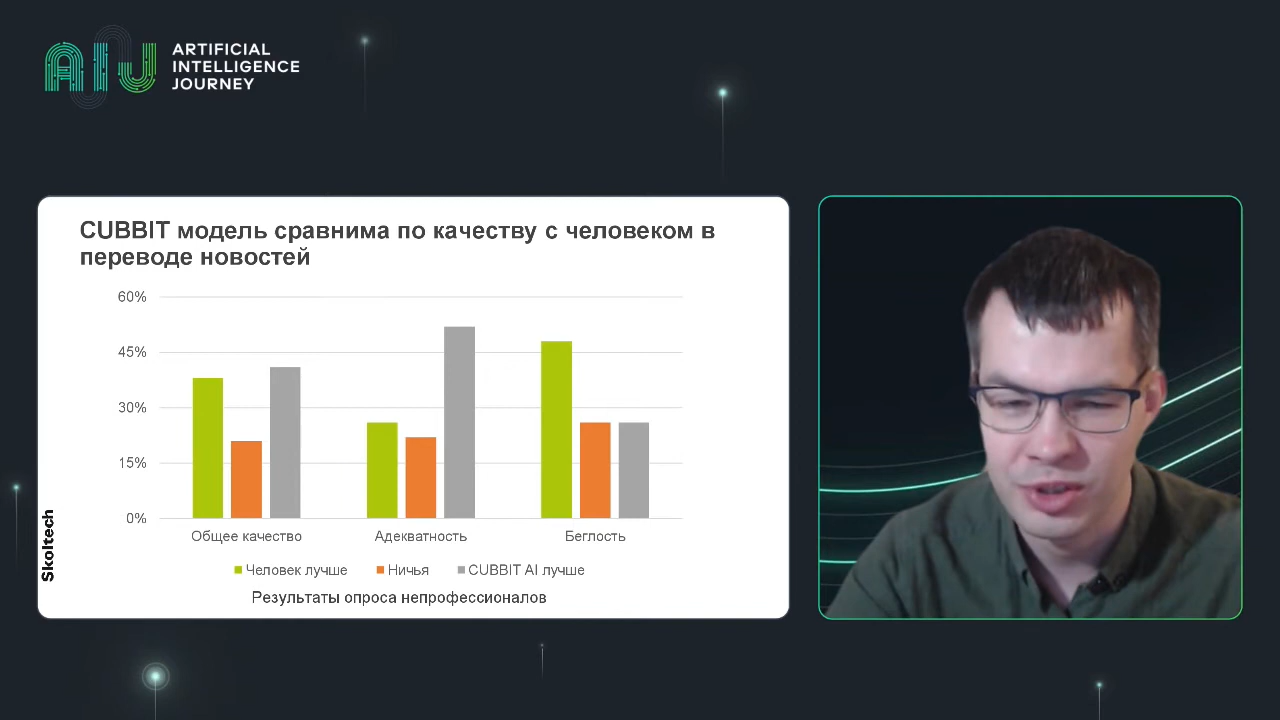 ARTIFICIAL
INTELLIGENCE
JOURNEY
CUBBIT модель сравнима по качеству с человеком в
переводе новостей
60%
45%
30%
15%
0%
Общее качество
Адекватность
Беглость
Человек лучше
Ничья
CUBBIT AI лучше
Результаты опроса непрофессионалов
Skoltech